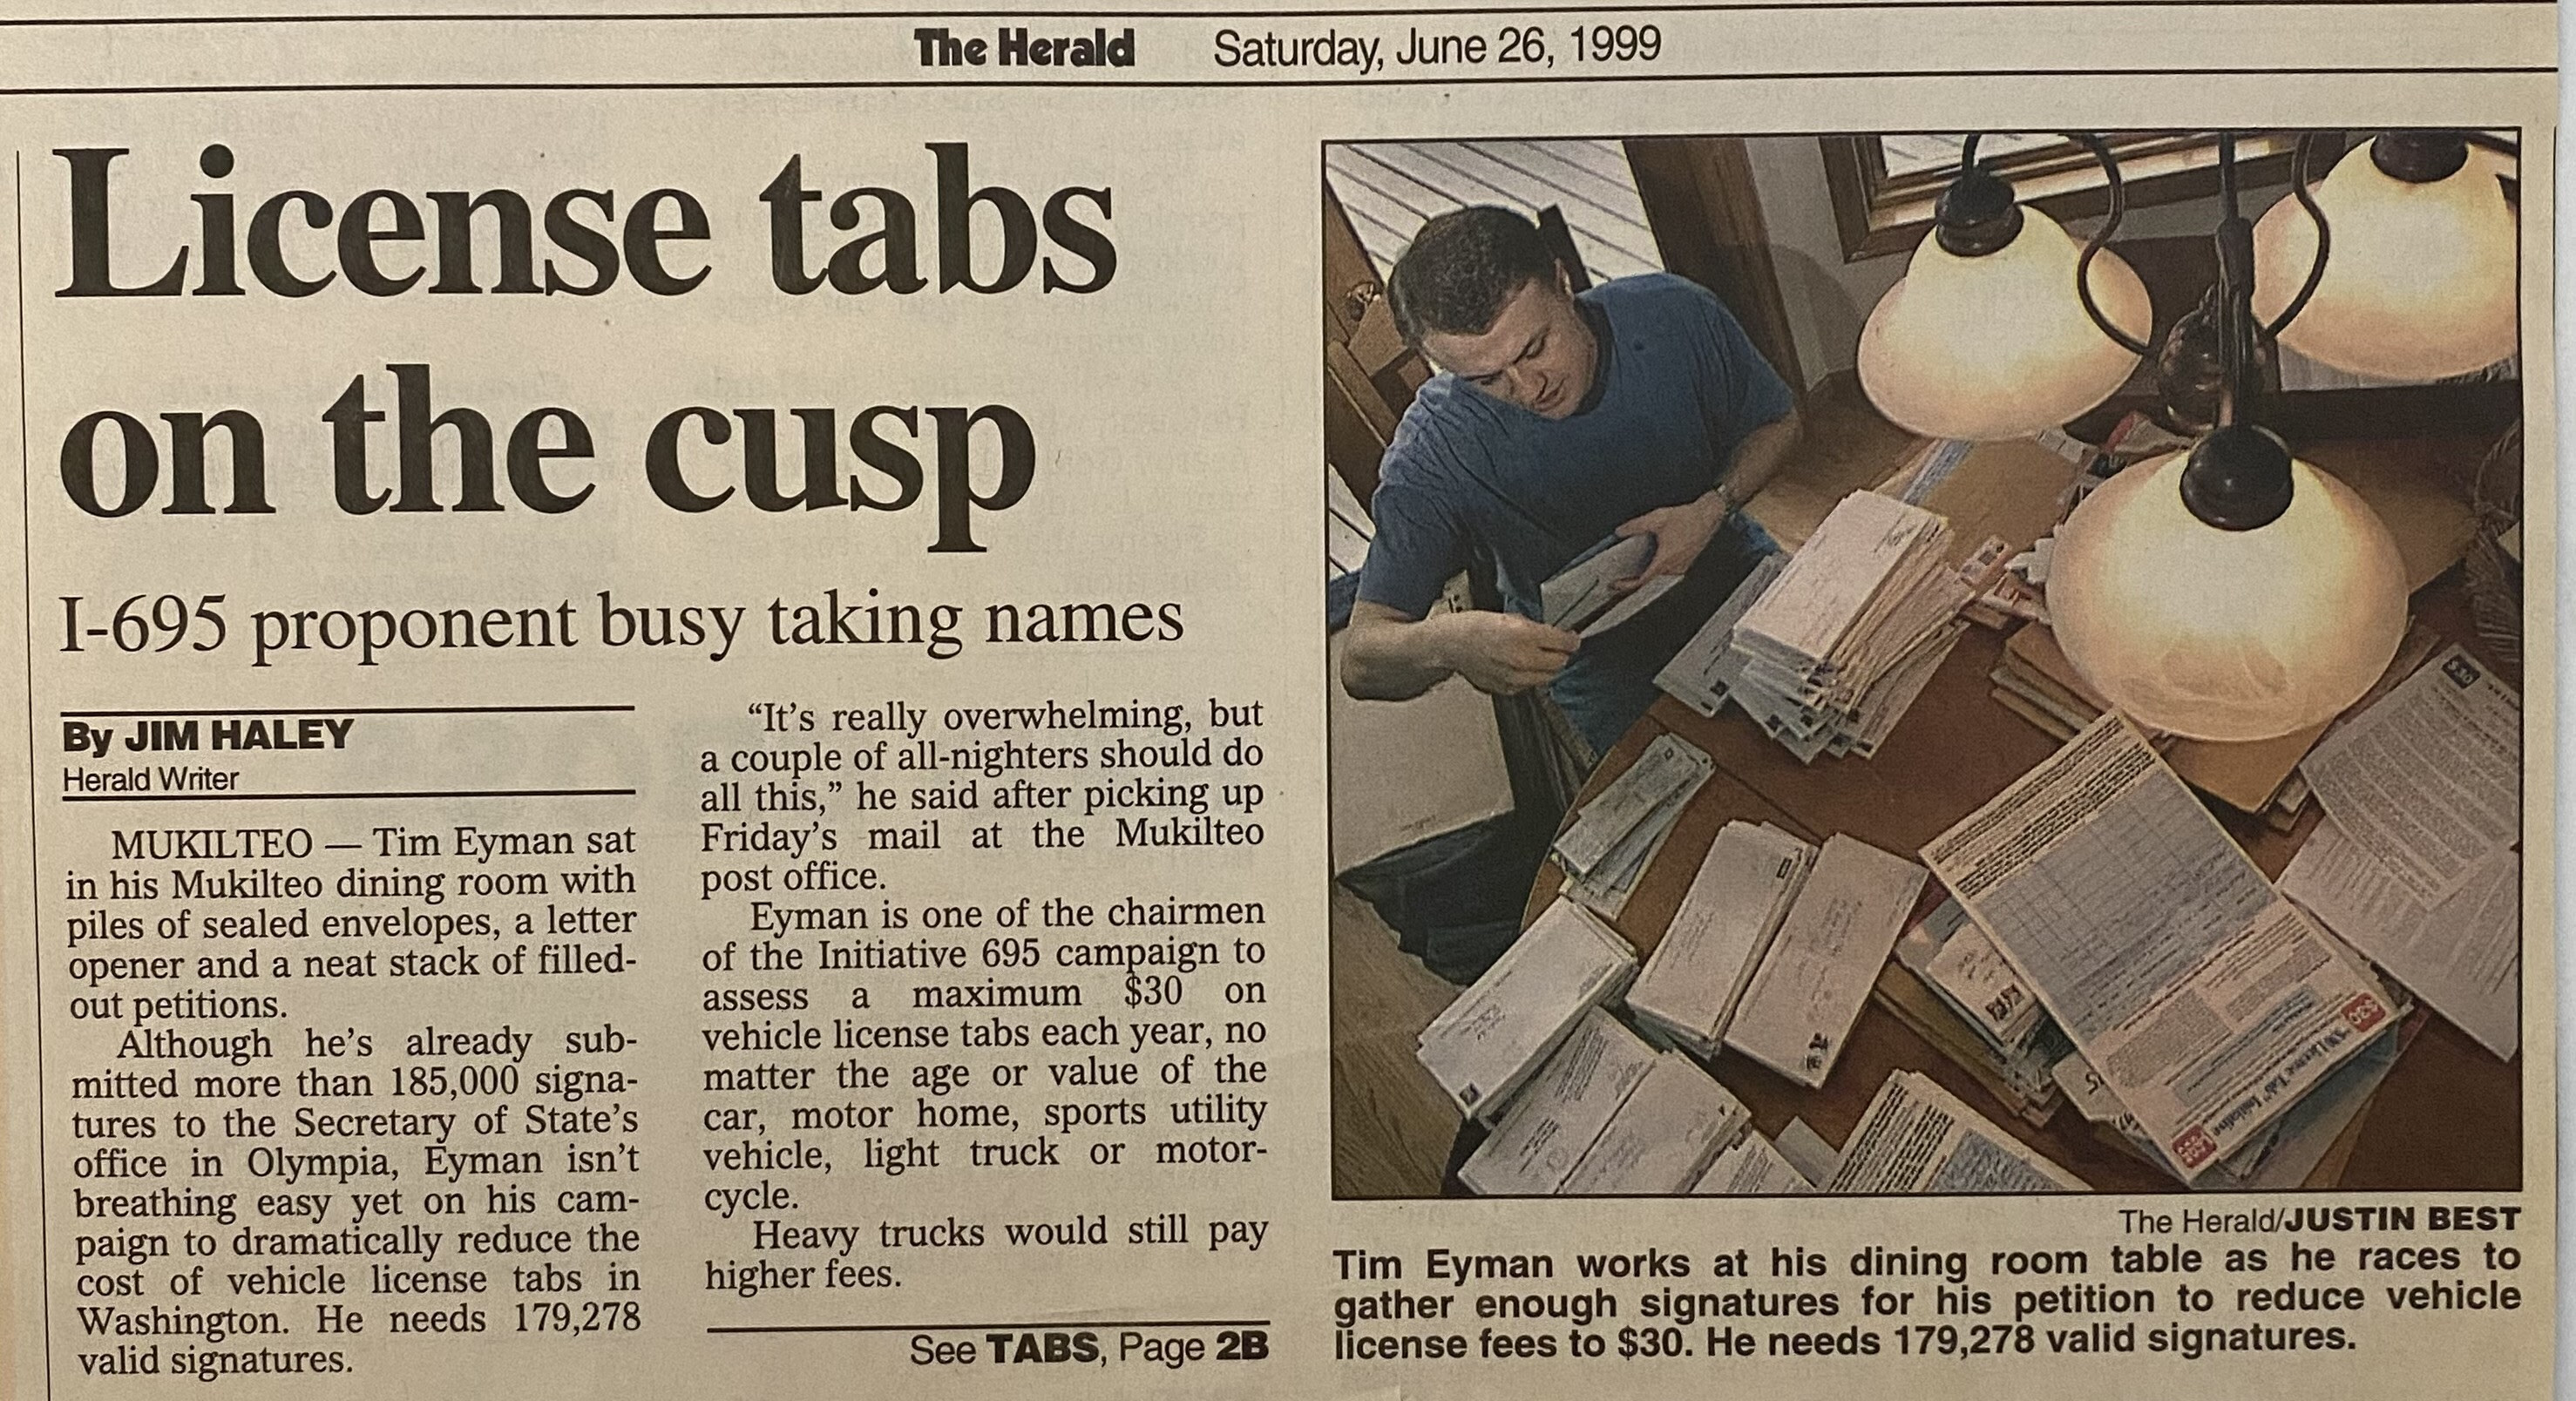 The Herald Saturday, June 26, 1999
License tabs
on the cusp
I-695 proponent busy taking names
By JIM HALEY
Herald Writer
MUKILTEO — Tim Eyman sat
in his Mukilteo dining room with
piles of sealed envelopes, a letter
opener and a neat stack of filled-
out petitions.
Although he's already sub-
mitted more than 185,000 signa-
tures to the Secretary of State's
office in Olympia, Eyman isn't
breathing easy yet on his cam-
paign to dramatically reduce the
cost of vehicle license tabs in
Washington. He needs 179,278
valid signatures.
“It's really overwhelming, but
a couple of all-nighters should do
all this,” he said after picking up
Friday's mail at the Mukilteo
post office.
Eyman is one of the chairmen
of the Initiative 695 campaign to
assess a maximum $30 on
vehicle license tabs each year, no
matter the age or value of the
car, motor home, sports utility
vehicle, light truck or motor-
cycle.
Heavy trucks would still pay
higher fees.
See TABS, Page 2B
$30
The Herald/JUSTIN BEST
Tim Eyman works at his dining room table as he races to
gather enough signatures for his petition to reduce vehicle
license fees to $30. He needs 179,278 valid signatures.